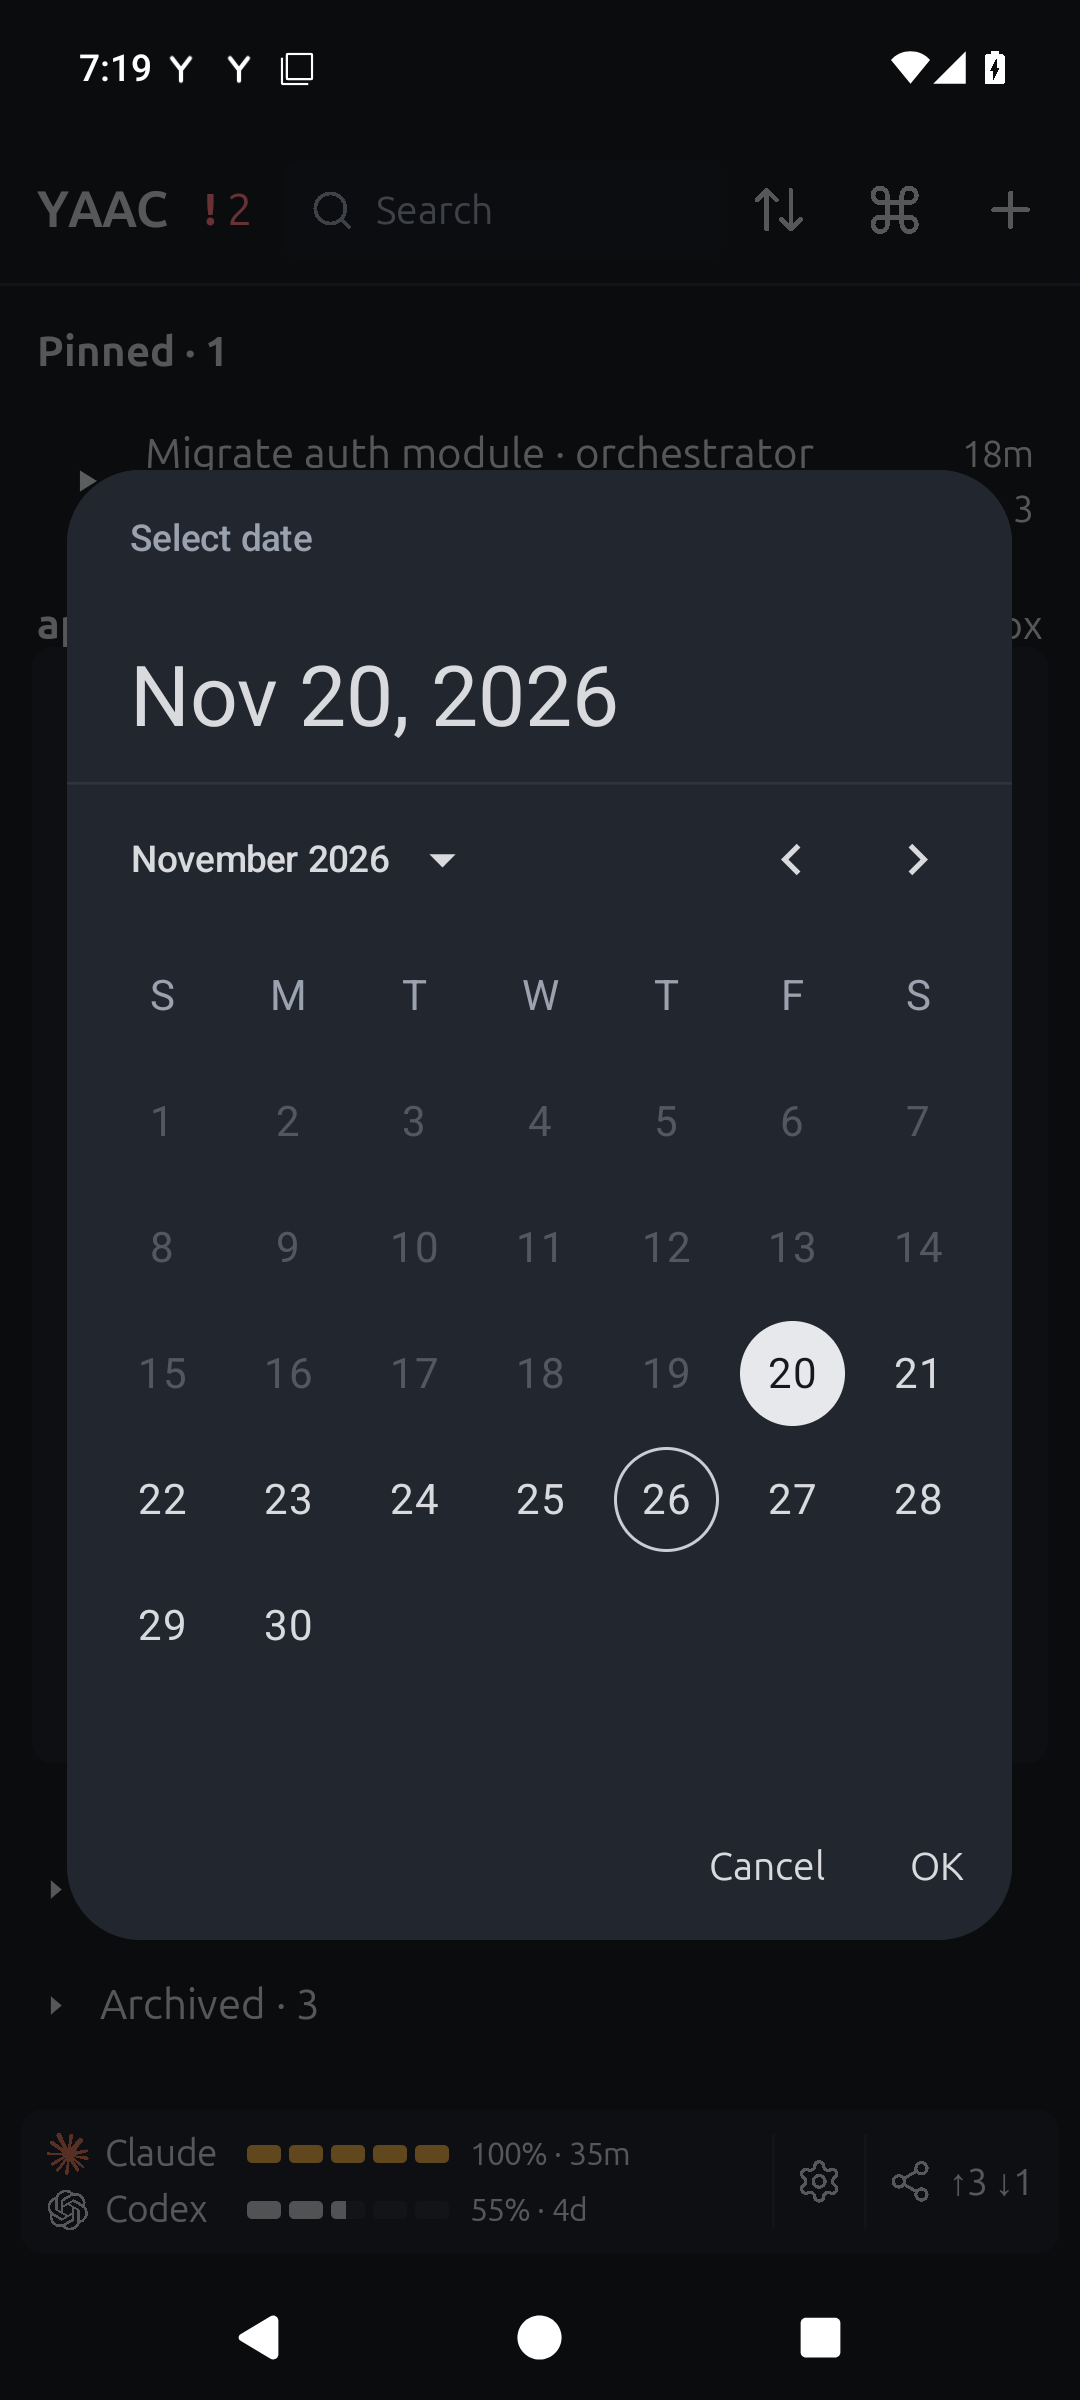 7:19
YAAC !2 Search
Pinned · 1
Migrate auth module · orchestrator 18m
3
Select date
Nov 20, 2026
November 2026
S M T W T F S
1 2 3 4 5 6 7
8 9 10 11 12 13 14
15 16 17 18 19 20 21
22 23 24 25 26 27 28
29 30
Cancel OK
Archived · 3
Claude 100% · 35m
Codex 55% · 4d
↑3 ↓1